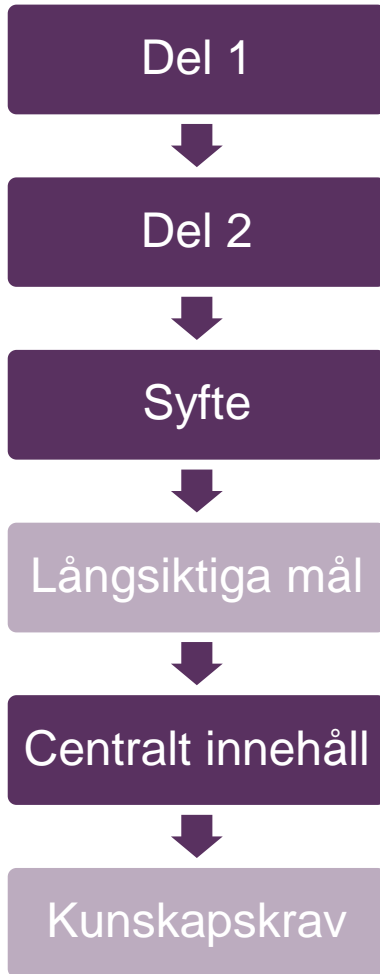 Del 1
Del 2
Syfte
Långsiktiga mål
Centralt innehåll
Kunskapskrav